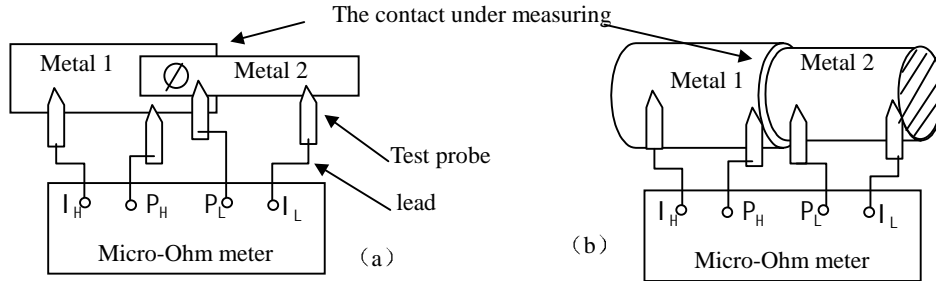 The contact under measuring
Metal 1
Metal 2
Test probe
lead
I H P H P L I L
Micro-Ohm meter
（a）
Metal 1
Metal 2
I H P H P L I L
Micro-Ohm meter
（b）